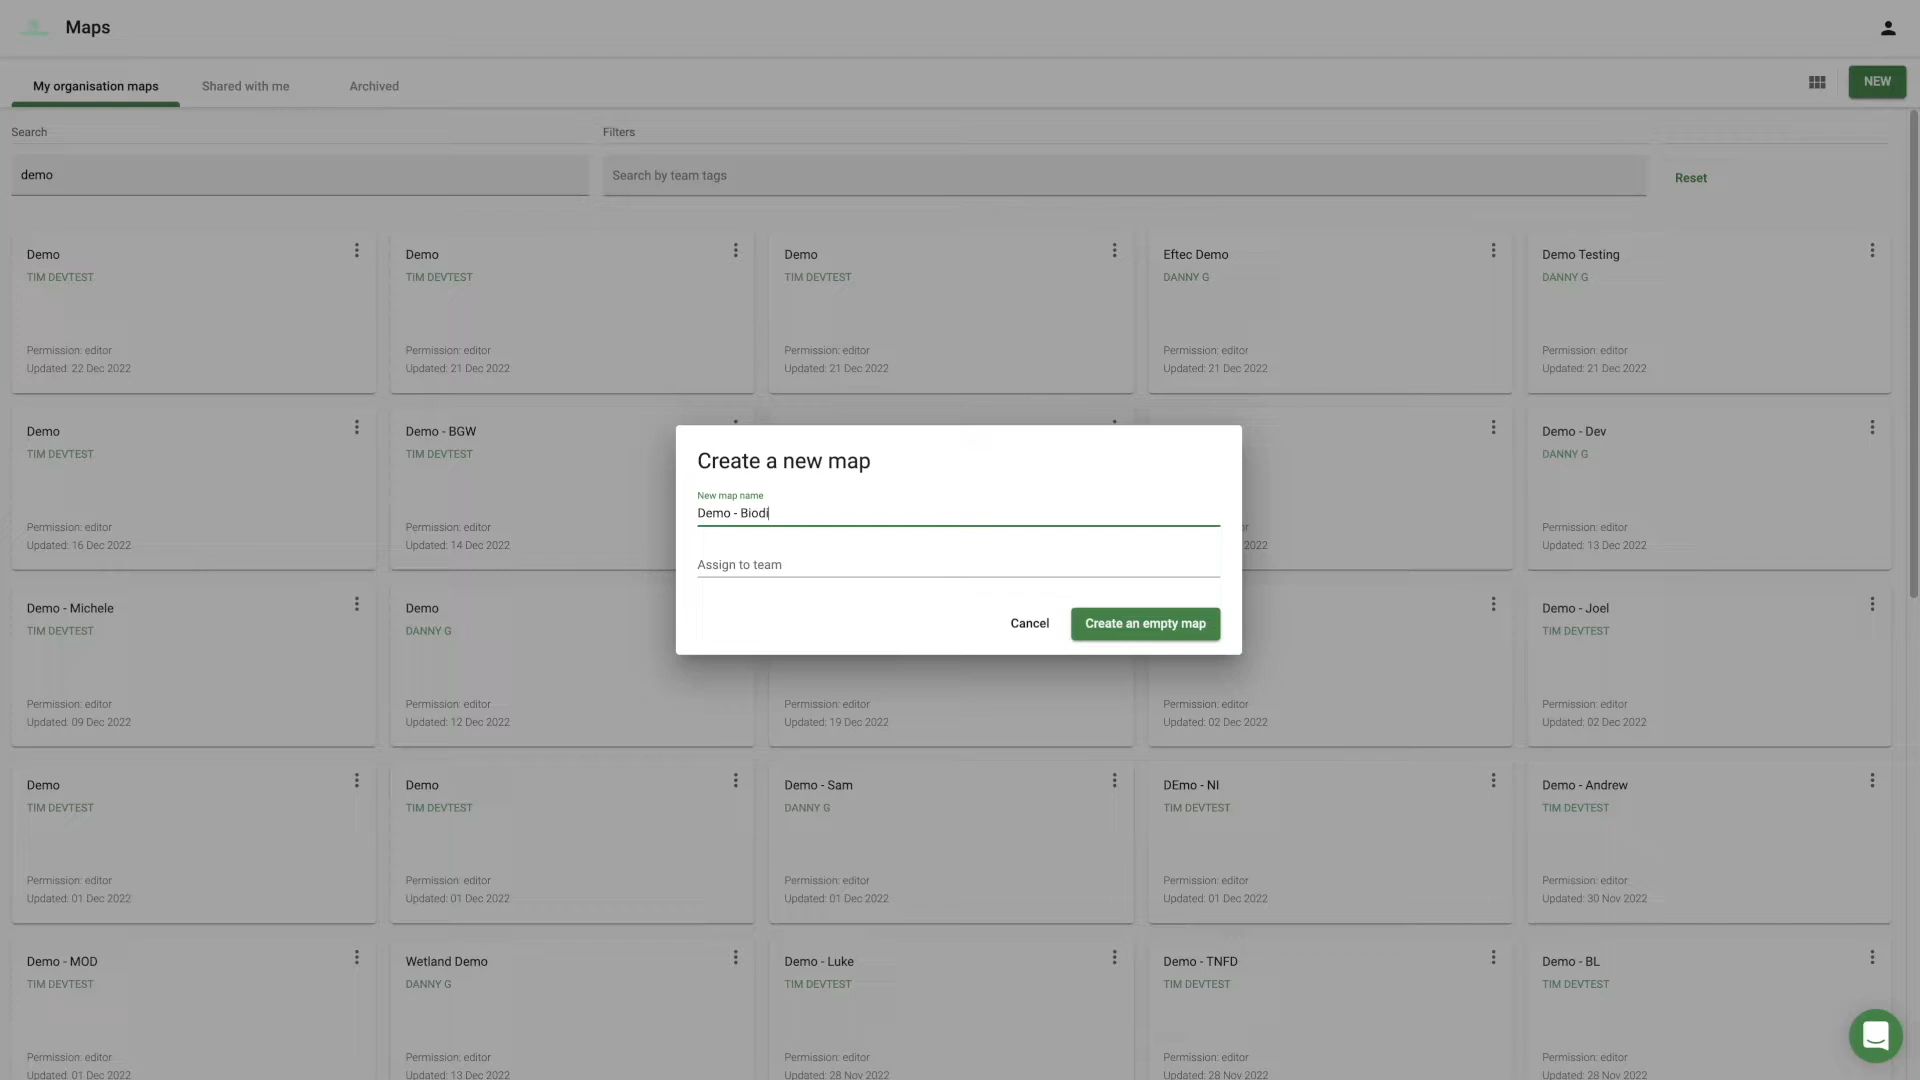 Maps
My organisation maps
Shared with me
Archived
NEW
Search
Filters
demo
Search by team tags
Reset
Demo
TIM DEVTEST
Permission: editor
Updated: 22 Dec 2022
Demo
TIM DEVTEST
Permission: editor
Updated: 21 Dec 2022
Demo
TIM DEVTEST
Permission: editor
Updated: 21 Dec 2022
Eftec Demo
DANNY G
Permission: editor
Updated: 21 Dec 2022
Demo Testing
DANNY G
Permission: editor
Updated: 21 Dec 2022
Demo
TIM DEVTEST
Permission: editor
Updated: 16 Dec 2022
Demo - BGW
TIM DEVTEST
Permission: editor
Updated: 14 Dec 2022
2022
Demo - Dev
DANNY G
Permission: editor
Updated: 13 Dec 2022
Create a new map
New map name
Demo - Biodi
Assign to team
Cancel
Create an empty map
Demo - Michele
TIM DEVTEST
Permission: editor
Updated: 09 Dec 2022
Demo
DANNY G
Permission: editor
Updated: 12 Dec 2022
Permission: editor
Updated: 19 Dec 2022
Permission: editor
Updated: 02 Dec 2022
Demo - Joel
TIM DEVTEST
Permission: editor
Updated: 02 Dec 2022
Demo
TIM DEVTEST
Permission: editor
Updated: 01 Dec 2022
Demo
TIM DEVTEST
Permission: editor
Updated: 01 Dec 2022
Demo - Sam
DANNY G
Permission: editor
Updated: 01 Dec 2022
DEmo - NI
TIM DEVTEST
Permission: editor
Updated: 01 Dec 2022
Demo - Andrew
TIM DEVTEST
Permission: editor
Updated: 30 Nov 2022
Demo - MOD
TIM DEVTEST
Permission: editor
Updated: 01 Dec 2022
Wetland Demo
DANNY G
Permission: editor
Updated: 13 Dec 2022
Demo - Luke
TIM DEVTEST
Permission: editor
Updated: 28 Nov 2022
Demo - TNFD
TIM DEVTEST
Permission: editor
Updated: 28 Nov 2022
Demo - BL
TIM DEVTEST
Permission: editor
Updated: 28 Nov 2022